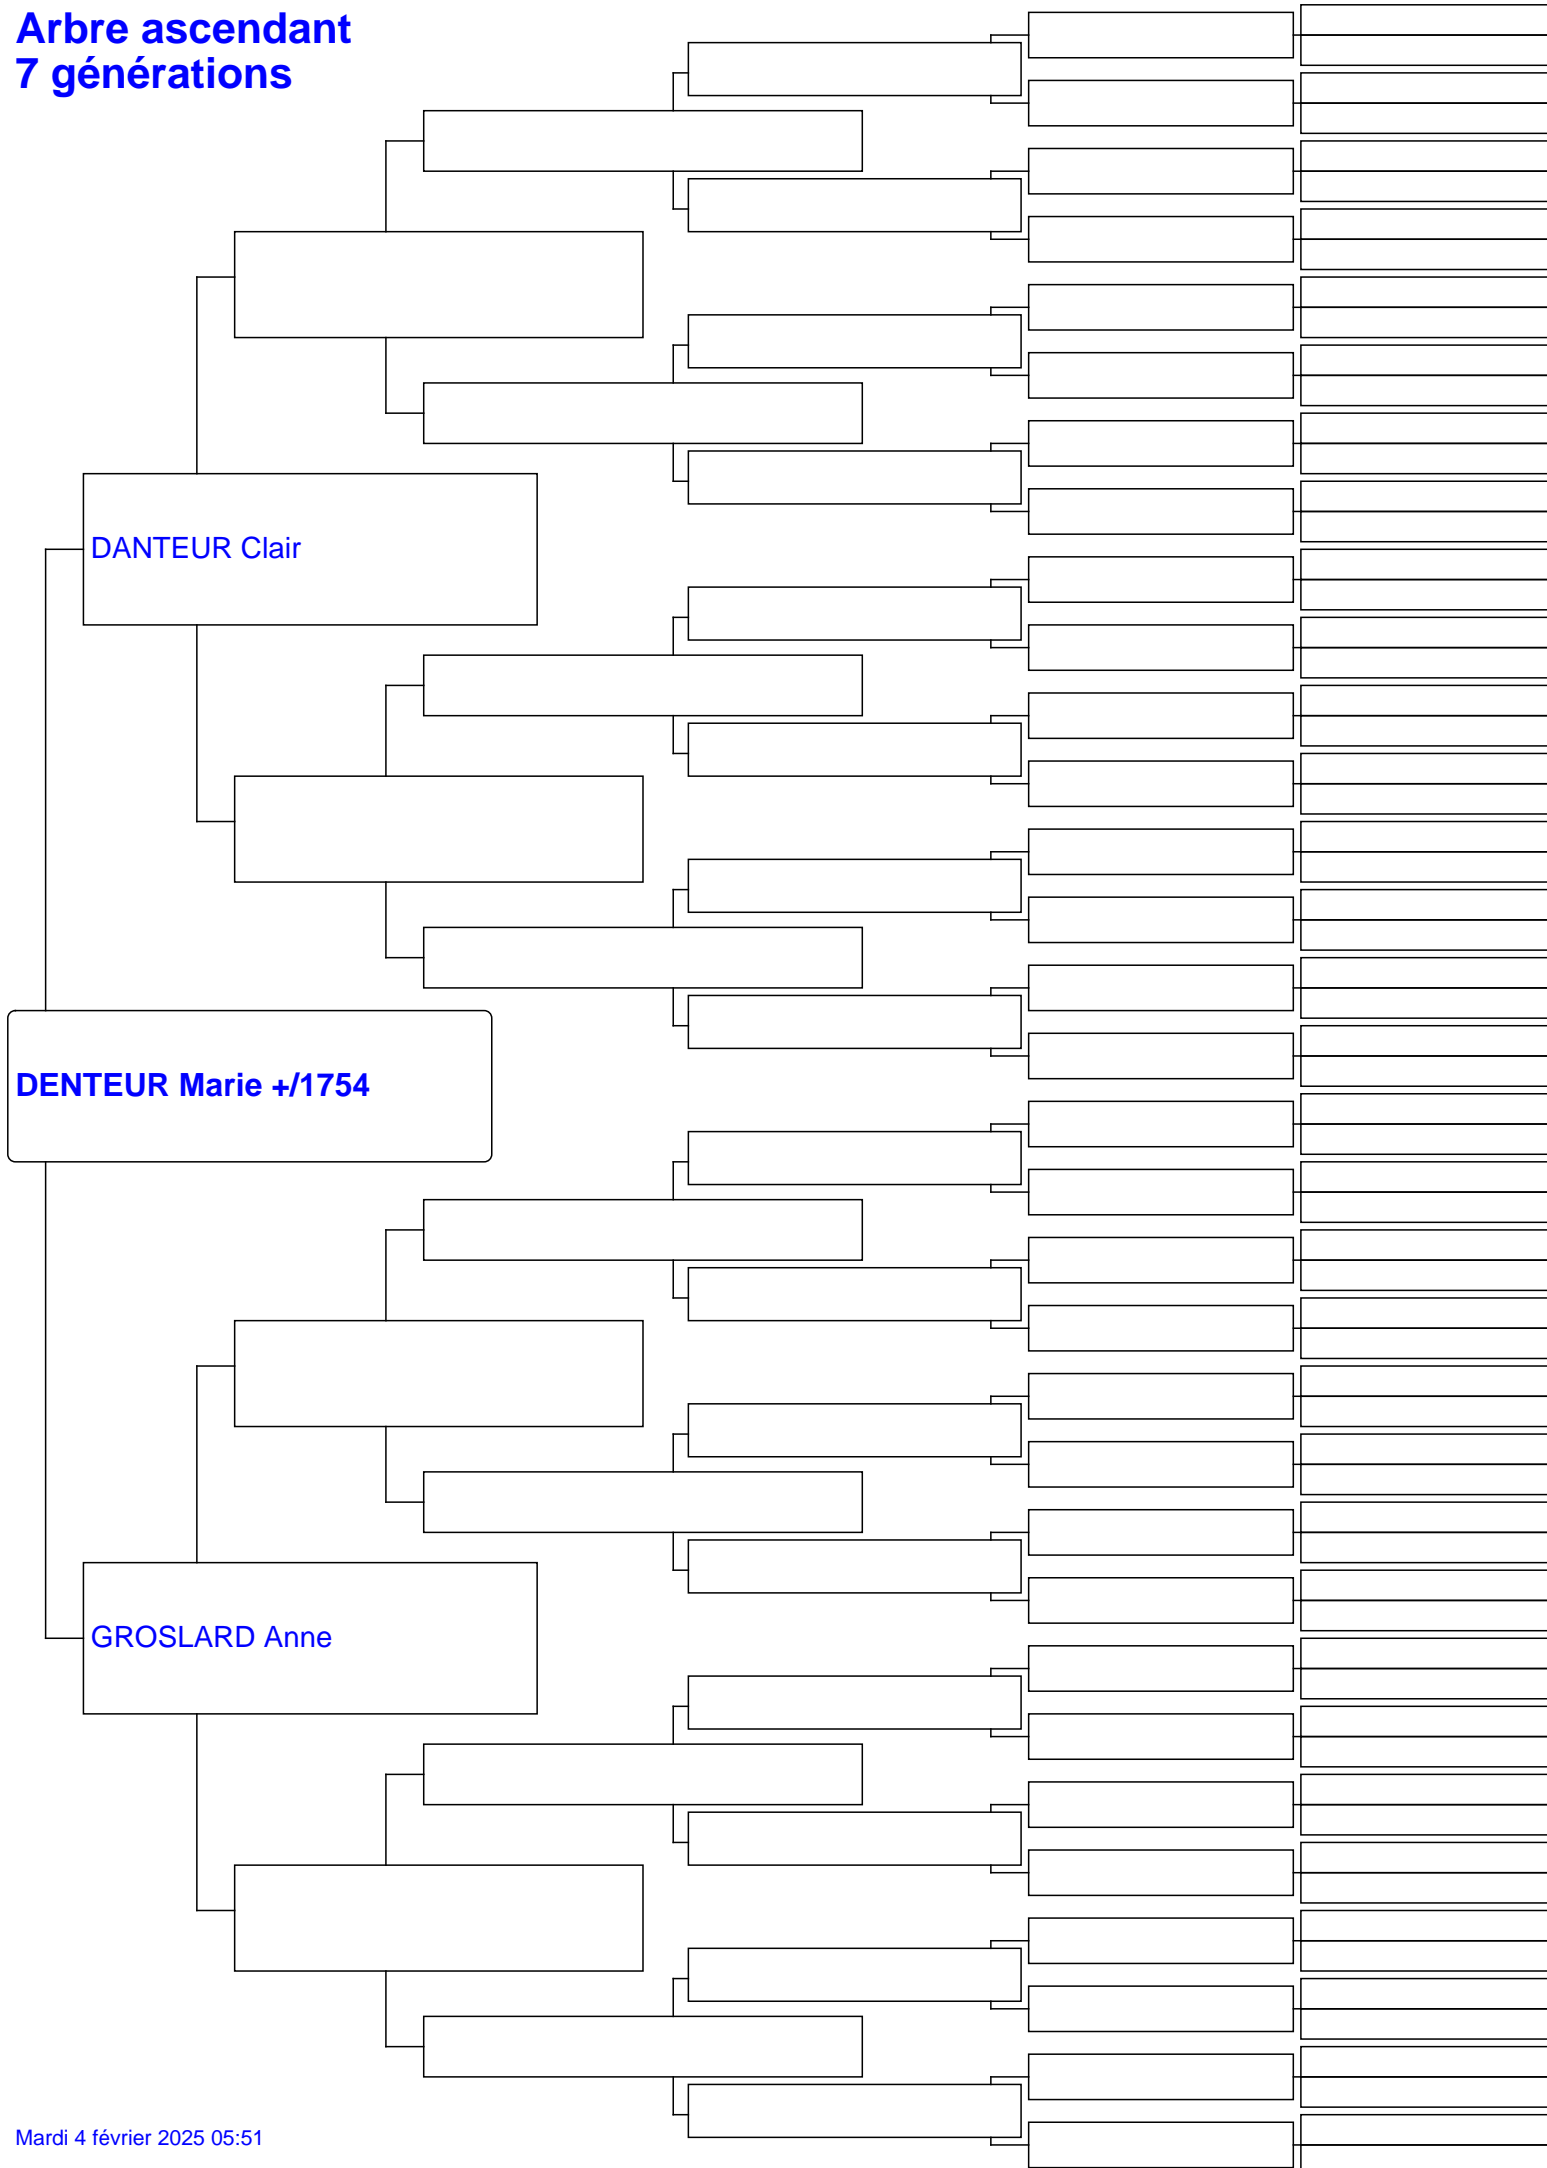 Arbre ascendant
7 générations
DANTEUR Clair
DENTEUR Marie +/1754
GROSLARD Anne
Mardi 4 février 2025 05:51